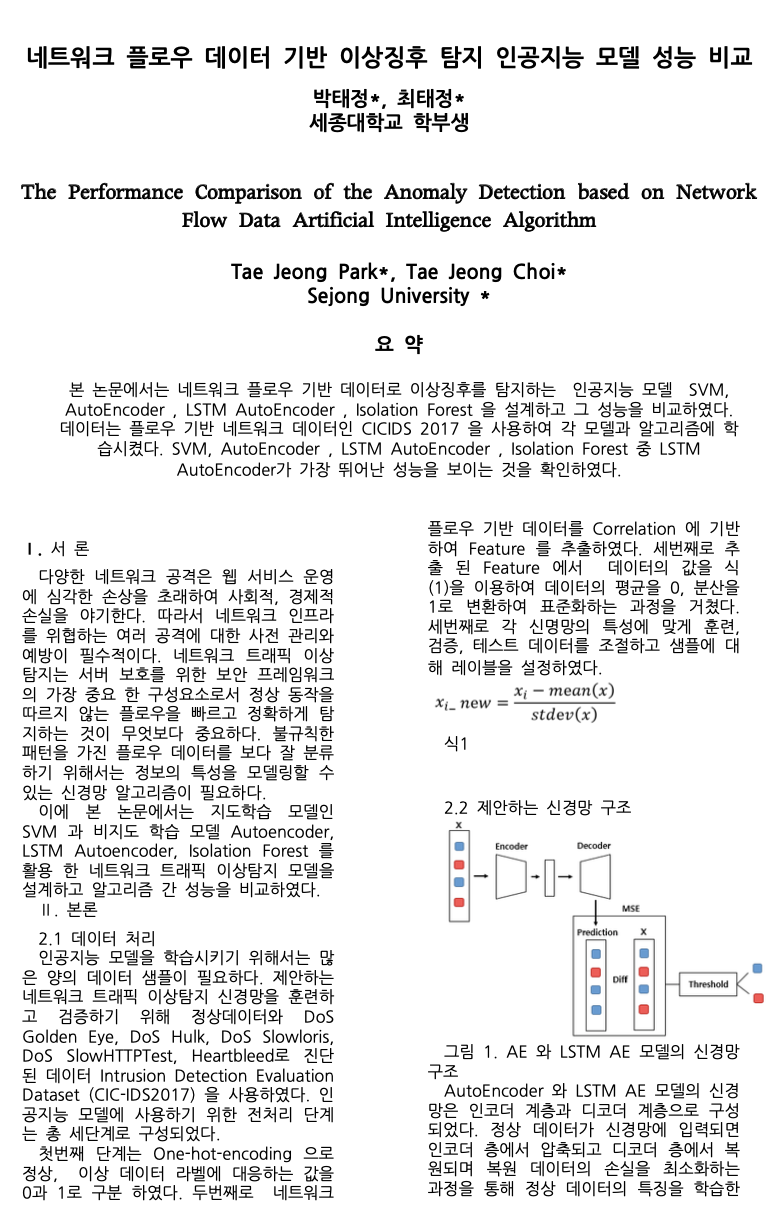 네트워크 플로우 데이터 기반 이상징후 탐지 인공지능 모델 성능 비교
박태정*, 최태정*
세종대학교 학부생
The Performance Comparison of the Anomaly Detection based on Network
Flow Data Artificial Intelligence Algorithm
Tae Jeong Park*, Tae Jeong Choi*
Sejong University *
요 약
본 논문에서는 네트워크 플로우 기반 데이터로 이상징후를 탐지하는 인공지능 모델 SVM,
AutoEncoder , LSTM AutoEncoder , Isolation Forest 을 설계하고 그 성능을 비교하였다.
데이터는 플로우 기반 네트워크 데이터인 CICIDS 2017 을 사용하여 각 모델과 알고리즘에 학
습시켰다. SVM, AutoEncoder , LSTM AutoEncoder , Isolation Forest 중 LSTM
AutoEncoder가 가장 뛰어난 성능을 보이는 것을 확인하였다.
Ⅰ. 서 론
다양한 네트워크 공격은 웹 서비스 운영
에 심각한 손상을 초래하여 사회적, 경제적
손실을 야기한다. 따라서 네트워크 인프라
를 위협하는 여러 공격에 대한 사전 관리와
예방이 필수적이다. 네트워크 트래픽 이상
탐지는 서버 보호를 위한 보안 프레임워크
의 가장 중요 한 구성요소로서 정상 동작을
따르지 않는 플로우을 빠르고 정확하게 탐
지하는 것이 무엇보다 중요하다. 불규칙한
패턴을 가진 플로우 데이터를 보다 잘 분류
하기 위해서는 정보의 특성을 모델링할 수
있는 신경망 알고리즘이 필요하다.
이에 본 논문에서는 지도학습 모델인
SVM 과 비지도 학습 모델 Autoencoder,
LSTM Autoencoder, Isolation Forest 를
활용 한 네트워크 트래픽 이상탐지 모델을
설계하고 알고리즘 간 성능을 비교하였다.
Ⅱ. 본론
2.1 데이터 처리
인공지능 모델을 학습시키기 위해서는 많
은 양의 데이터 샘플이 필요하다. 제안하는
네트워크 트래픽 이상탐지 신경망을 훈련하
고 검증하기 위해 정상데이터와 DoS
Golden Eye, DoS Hulk, DoS Slowloris,
DoS SlowHTTPTest, Heartbleed로 진단
된 데이터 Intrusion Detection Evaluation
Dataset (CIC-IDS2017) 을 사용하였다. 인
공지능 모델에 사용하기 위한 전처리 단계
는 총 세단계로 구성되었다.
첫번째 단계는 One-hot-encoding 으로
정상, 이상 데이터 라벨에 대응하는 값을
0과 1로 구분 하였다. 두번째로 네트워크
플로우 기반 데이터를 Correlation 에 기반
하여 Feature 를 추출하였다. 세번째로 추
출 된 Feature 에서 데이터의 값을 식
(1)을 이용하여 데이터의 평균을 0, 분산을
1로 변환하여 표준화하는 과정을 거쳤다.
세번째로 각 신명망의 특성에 맞게 훈련,
검증, 테스트 데이터를 조절하고 샘플에 대
해 레이블을 설정하였다.
x_{i_} new = \frac{x_i − mean(x)}{stdev(x)}
식1
2.2 제안하는 신경망 구조
X
Encoder Decoder
MSE
Prediction X
Diff
Threshold
그림 1. AE 와 LSTM AE 모델의 신경망
구조
AutoEncoder 와 LSTM AE 모델의 신경
망은 인코더 계층과 디코더 계층으로 구성
되었다. 정상 데이터가 신경망에 입력되면
인코더 층에서 압축되고 디코더 층에서 복
원되며 복원 데이터의 손실을 최소화하는
과정을 통해 정상 데이터의 특징을 학습한